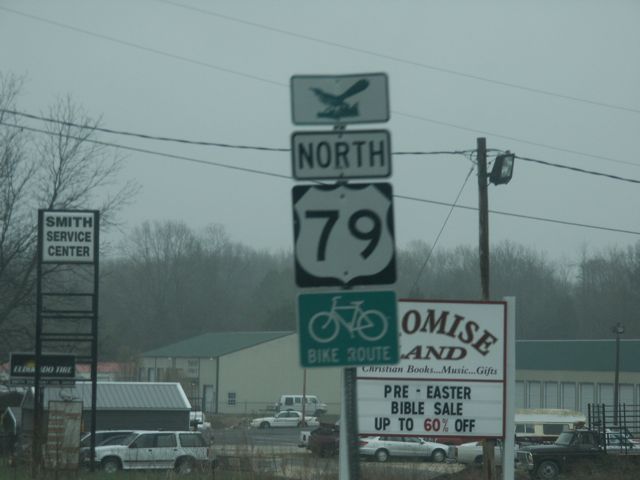 NORTH
79
BIKE ROUTE
SMITH
SERVICE
CENTER
OMISE
AND
Christian Books...Music...Gifts
PRE - EASTER
BIBLE SALE
UP TO 60% OFF